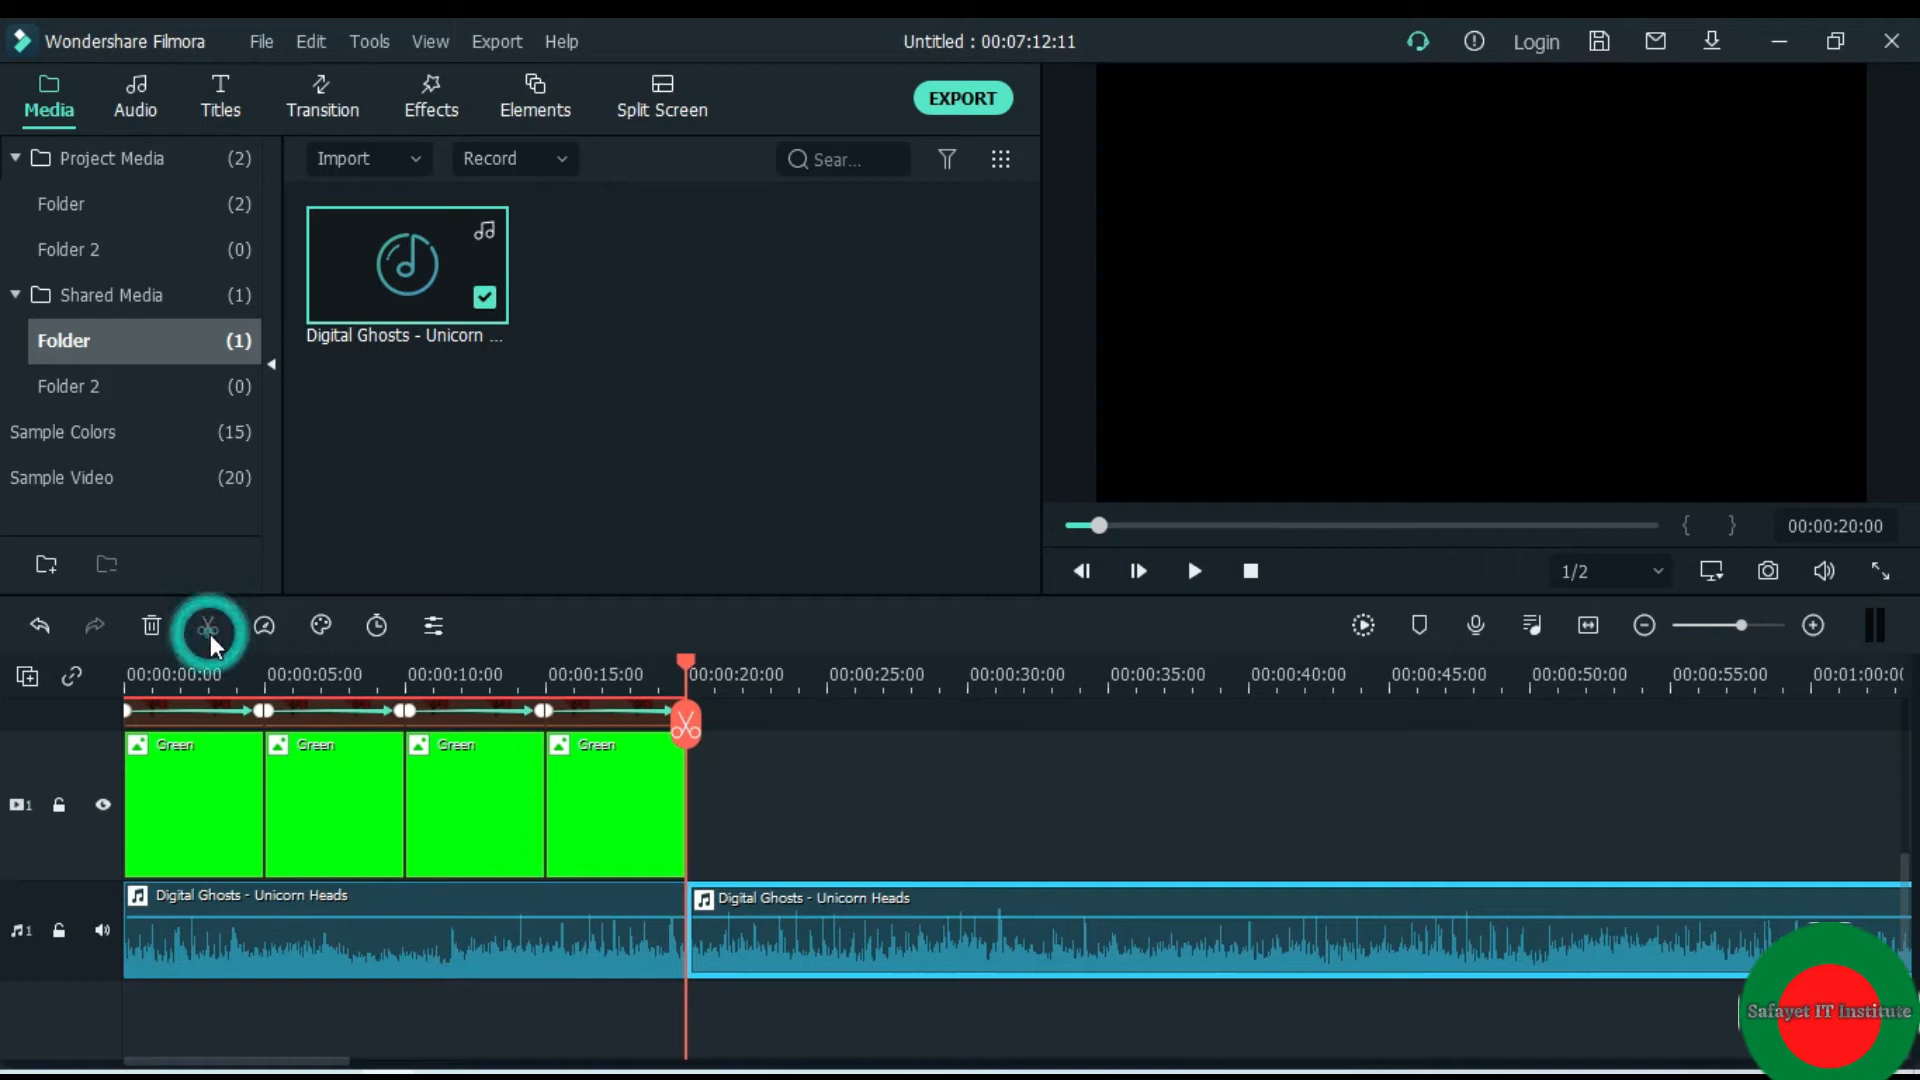 Wondershare Filmora File Edit Tools View Export Help Untitled : 00:07:12:11 Login
Media Audio Titles Transition Effects Elements Split Screen EXPORT
Project Media (2)
Folder (2)
Folder 2 (0)
Shared Media (1)
Folder (1)
Folder 2 (0)
Sample Colors (15)
Sample Video (20)
Import Record Sear...
Digital Ghosts - Unicorn ...
{ } 00:00:20:00
1/2
00:00:00:00 00:00:05:00 00:00:10:00 00:00:15:00 00:00:20:00 00:00:25:00 00:00:30:00 00:00:35:00 00:00:40:00 00:00:45:00 00:00:50:00 00:00:55:00 00:01:00:0
Green Green Green Green
1
Digital Ghosts - Unicorn Heads Digital Ghosts - Unicorn Heads
1
Safayet IT Institute